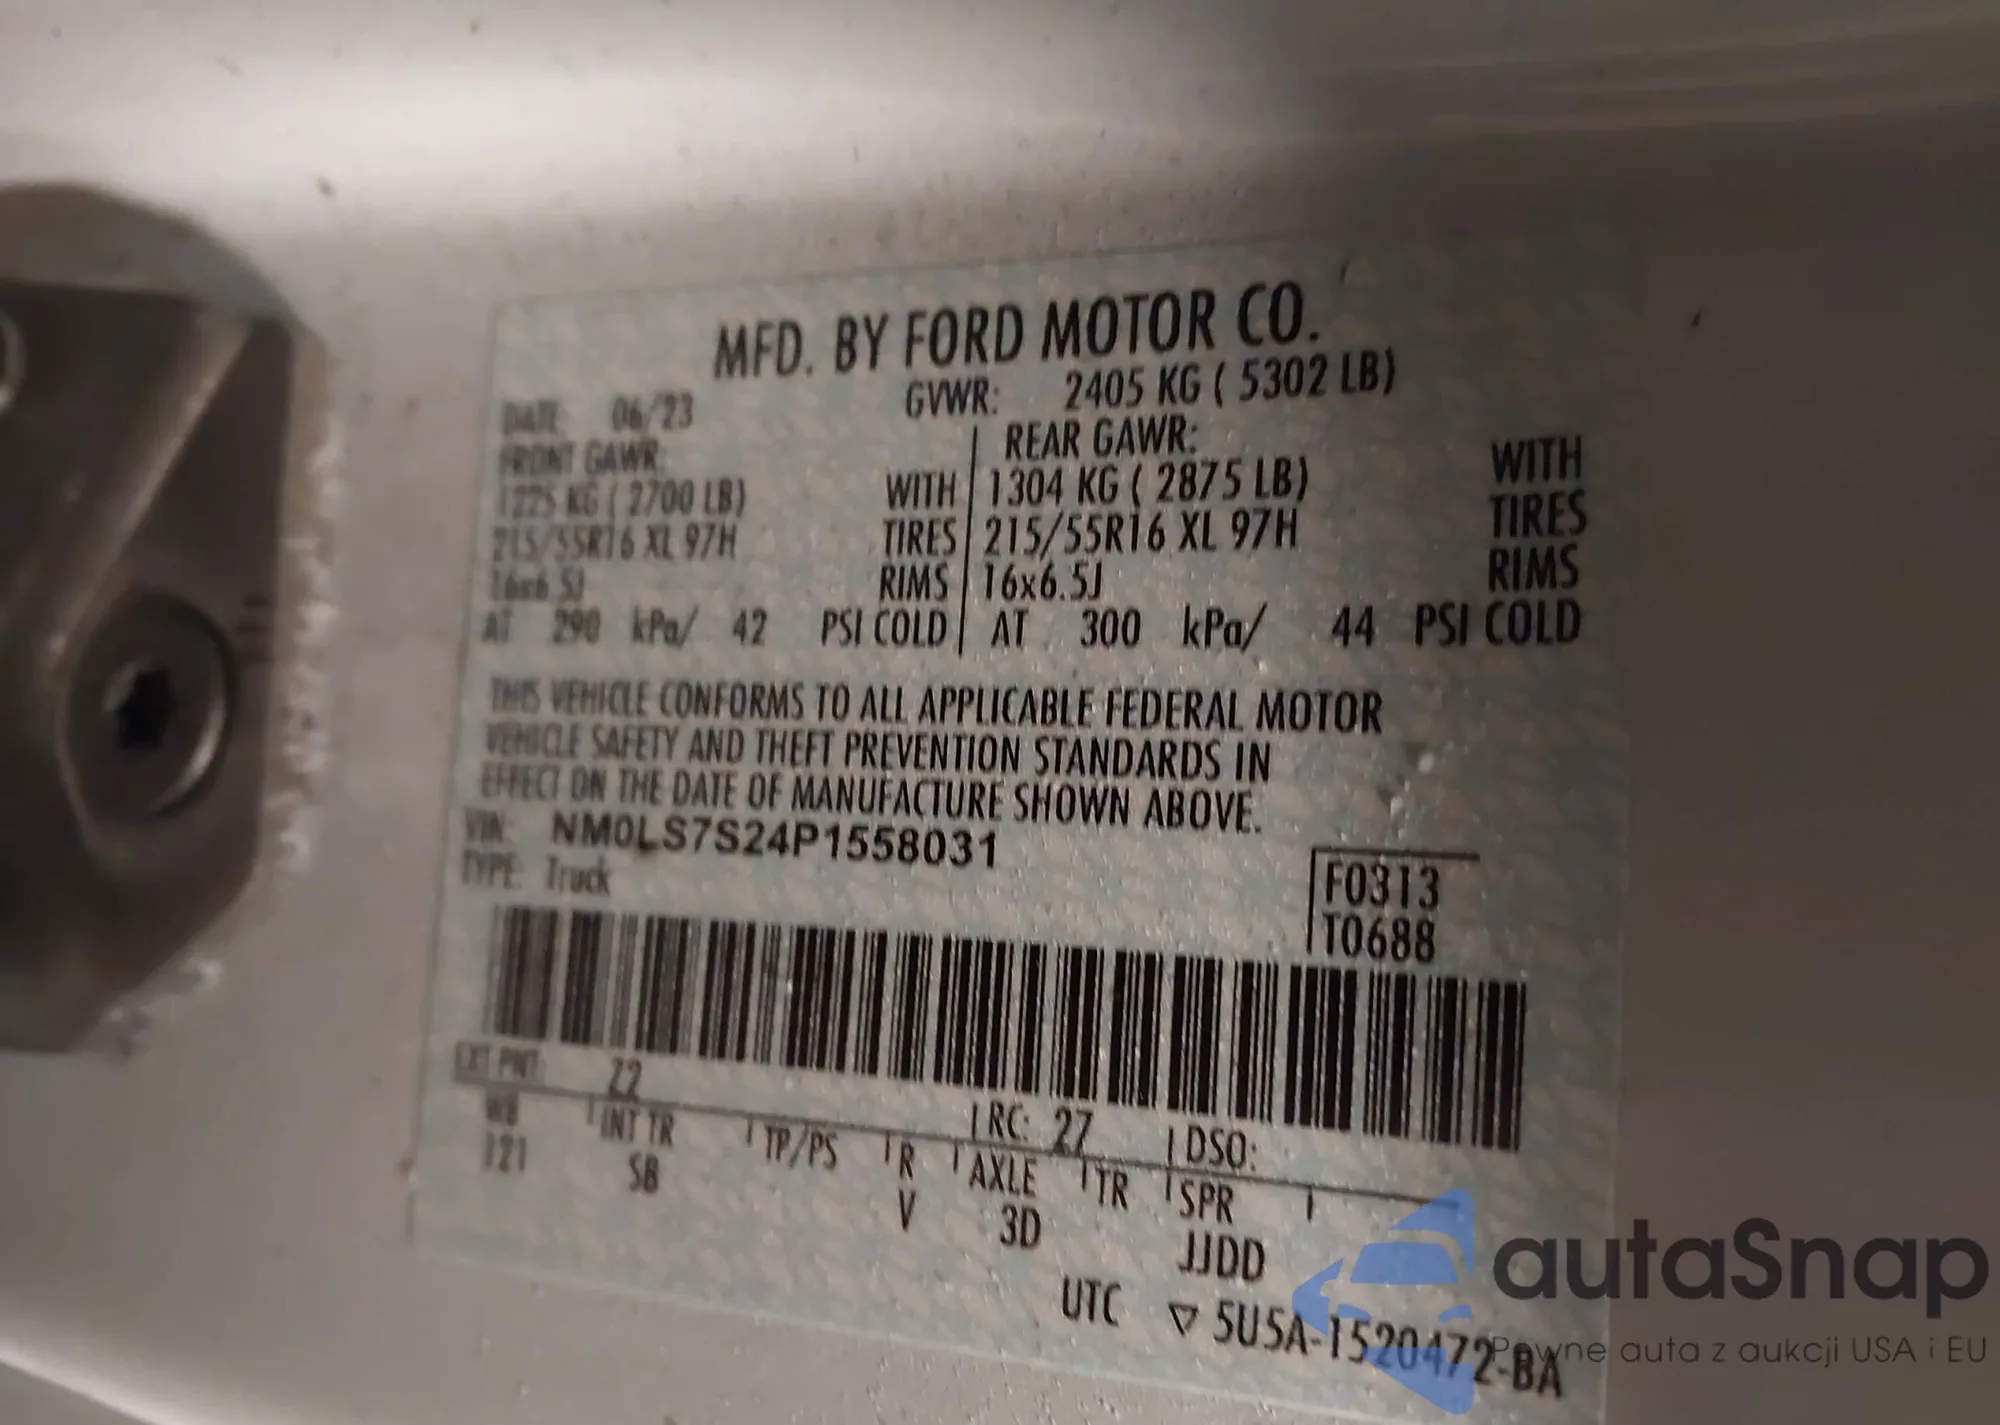 MFD. BY FORD MOTOR CO.
DATE: 06/23 GVWR: 2405 KG ( 5302 LB)
FRONT GAWR: REAR GAWR:
1225 KG ( 2700 LB) WITH 1304 KG ( 2875 LB) WITH
215/55R16 XL 97H TIRES 215/55R16 XL 97H TIRES
16x6.5J RIMS 16x6.5J RIMS
AT 290 kPa/ 42 PSI COLD AT 300 kPa/ 44 PSI COLD
THIS VEHICLE CONFORMS TO ALL APPLICABLE FEDERAL MOTOR
VEHICLE SAFETY AND THEFT PREVENTION STANDARDS IN
EFFECT ON THE DATE OF MANUFACTURE SHOWN ABOVE.
VIN: NM0LS7S24P1558031
TYPE: Truck
F0313
T0688
EXT PNT: Z2 RC: 27 DSO:
WB INT TR TP/PS R AXLE TR SPR
121 SB V 3D JJDD
UTC ▽ 5U5A-1520472-BA
autaSnap
Pewne auta z aukcji USA i EU